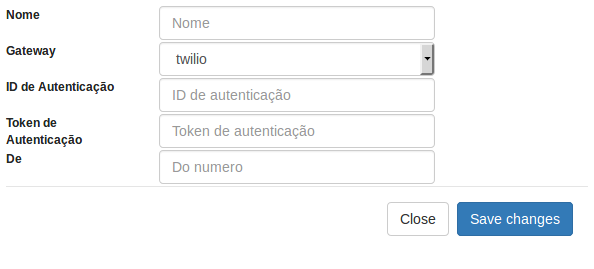 Nome Nome
Gateway twilio
ID de Autenticação ID de autenticação
Token de
Autenticação Token de autenticação
De Do numero
Close Save changes